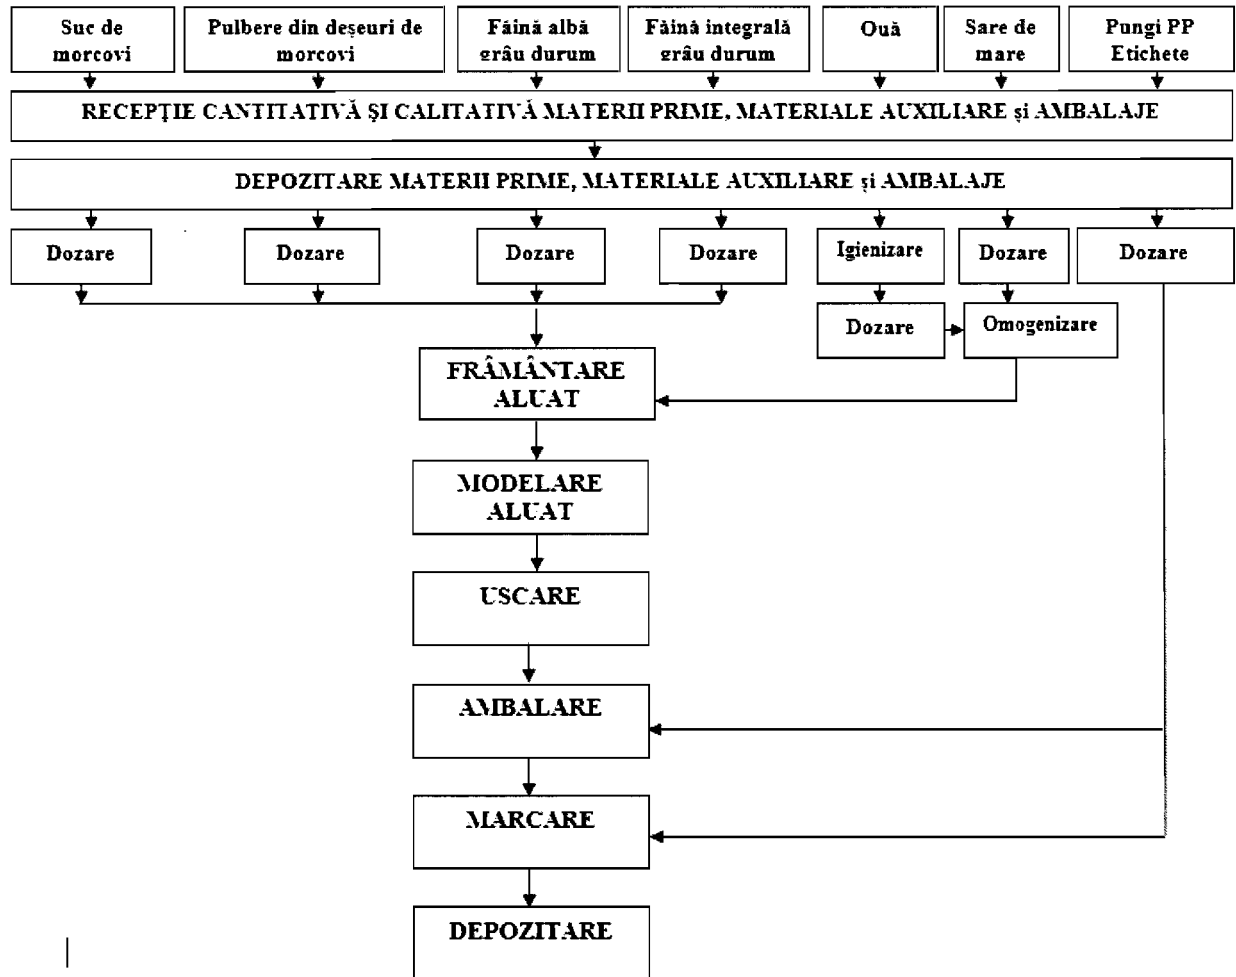 Suc de
morcovi
Pulbere din deșeuri de
morcovi
Făină albă
grâu durum
Făină integrală
grâu durum
Ouă
Sare de
mare
Pungi PP
Etichete
RECEPȚIE CANTITATIVĂ ȘI CALITATIVĂ MATERII PRIME, MATERIALE AUXILIARE și AMBALAJE
DEPOZITARE MATERII PRIME, MATERIALE AUXILIARE și AMBALAJE
Dozare
Dozare
Dozare
Dozare
Igienizare
Dozare
Dozare
Dozare
Omogenizare
FRÂMÂNTARE
ALUAT
MODELARE
ALUAT
USCARE
AMBALARE
MARCARE
DEPOZITARE